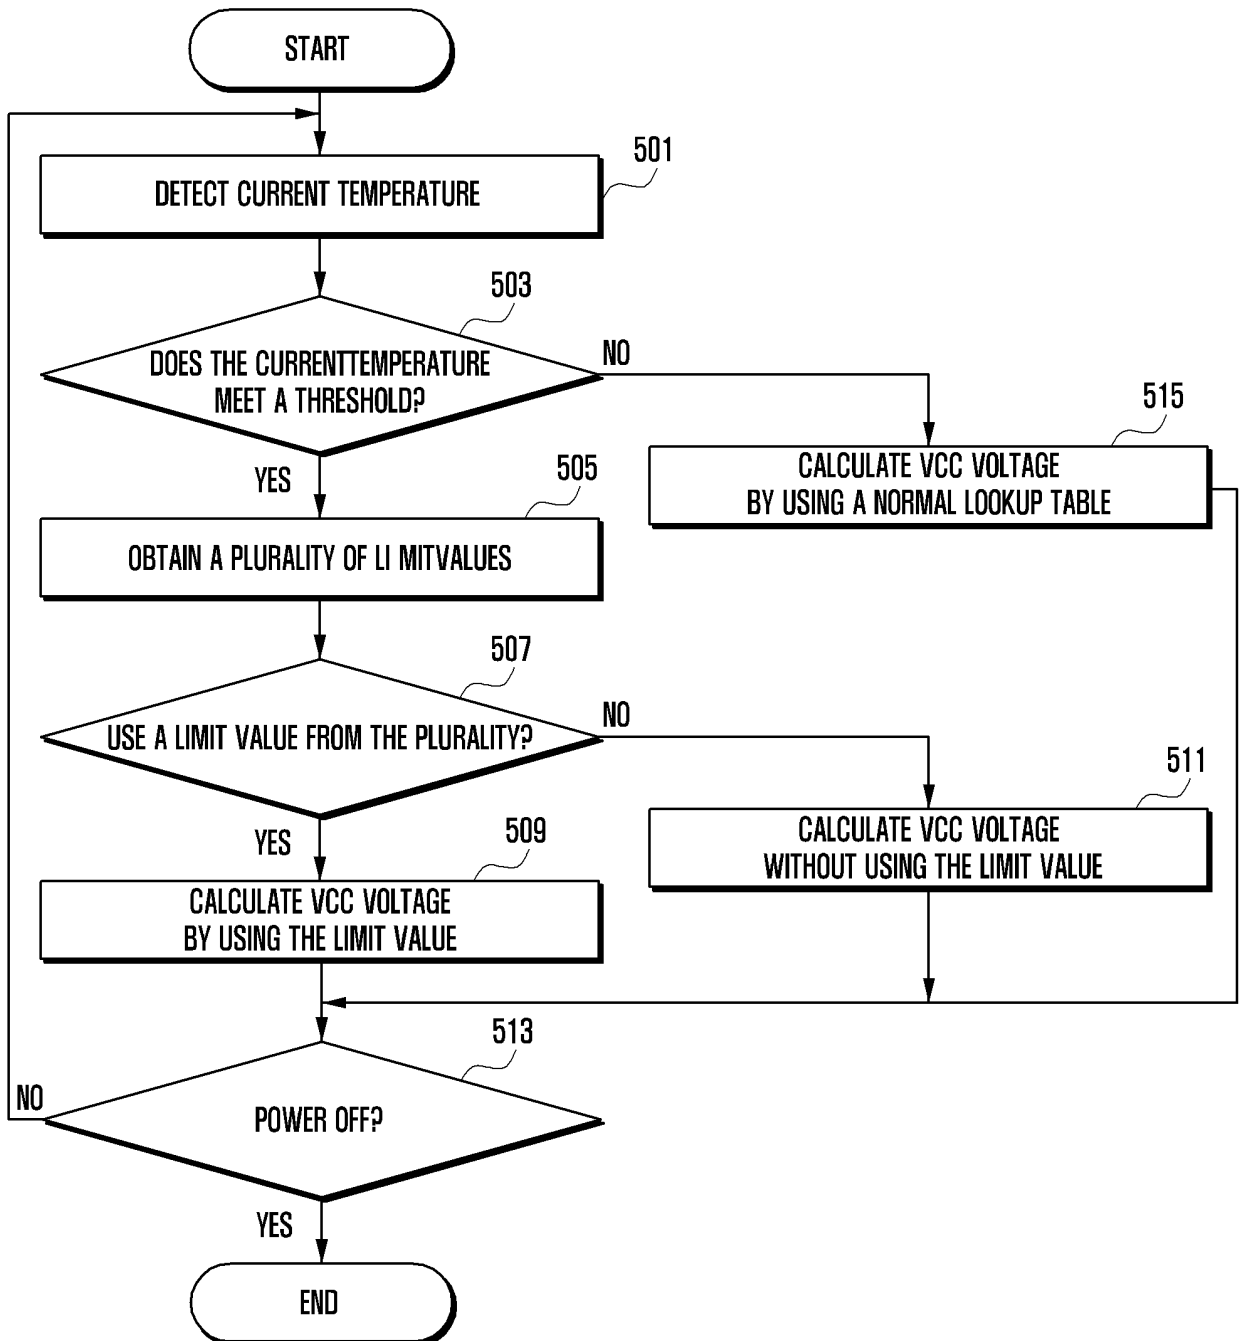 START
501
DETECT CURRENT TEMPERATURE
503
DOES THE CURRENTTEMPERATURE
MEET A THRESHOLD?
NO
515
CALCULATE VCC VOLTAGE
BY USING A NORMAL LOOKUP TABLE
YES
505
OBTAIN A PLURALITY OF LI MITVALUES
507
USE A LIMIT VALUE FROM THE PLURALITY?
NO
511
CALCULATE VCC VOLTAGE
WITHOUT USING THE LIMIT VALUE
YES
509
CALCULATE VCC VOLTAGE
BY USING THE LIMIT VALUE
513
POWER OFF?
NO
YES
END